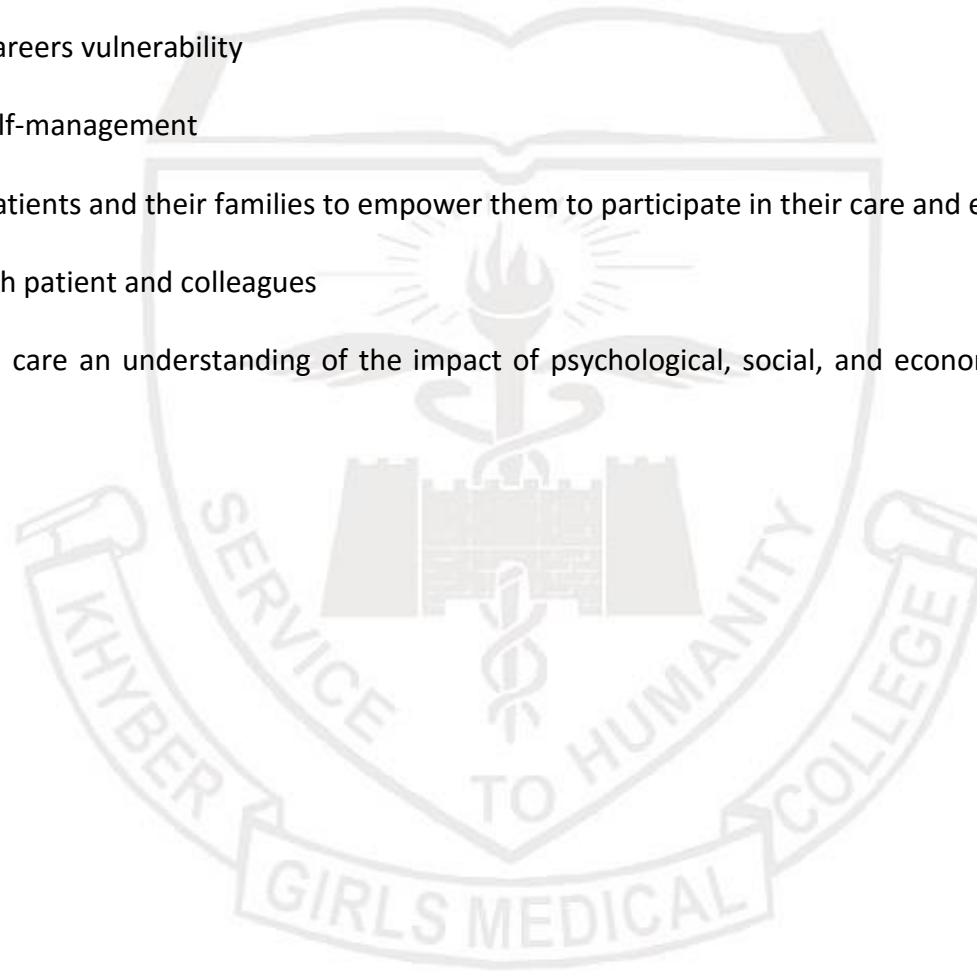 areers vulnerability
lf-management
atients and their families to empower them to participate in their care and e
h patient and colleagues
care an understanding of the impact of psychological, social, and econo
SERVICE TO HUMANITY
KHYBER GIRLS MEDICAL COLLEGE